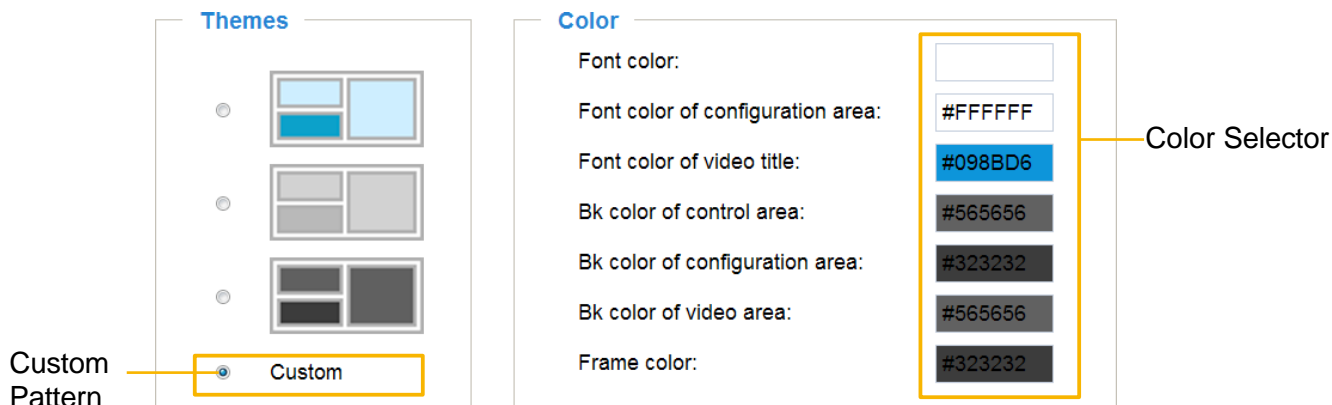 Themes
Color
Font color:
Font color of configuration area: #FFFFFF
Font color of video title: #098BD6
Bk color of control area: #565656
Bk color of configuration area: #323232
Bk color of video area: #565656
Frame color: #323232
Color Selector
Custom Pattern
Custom